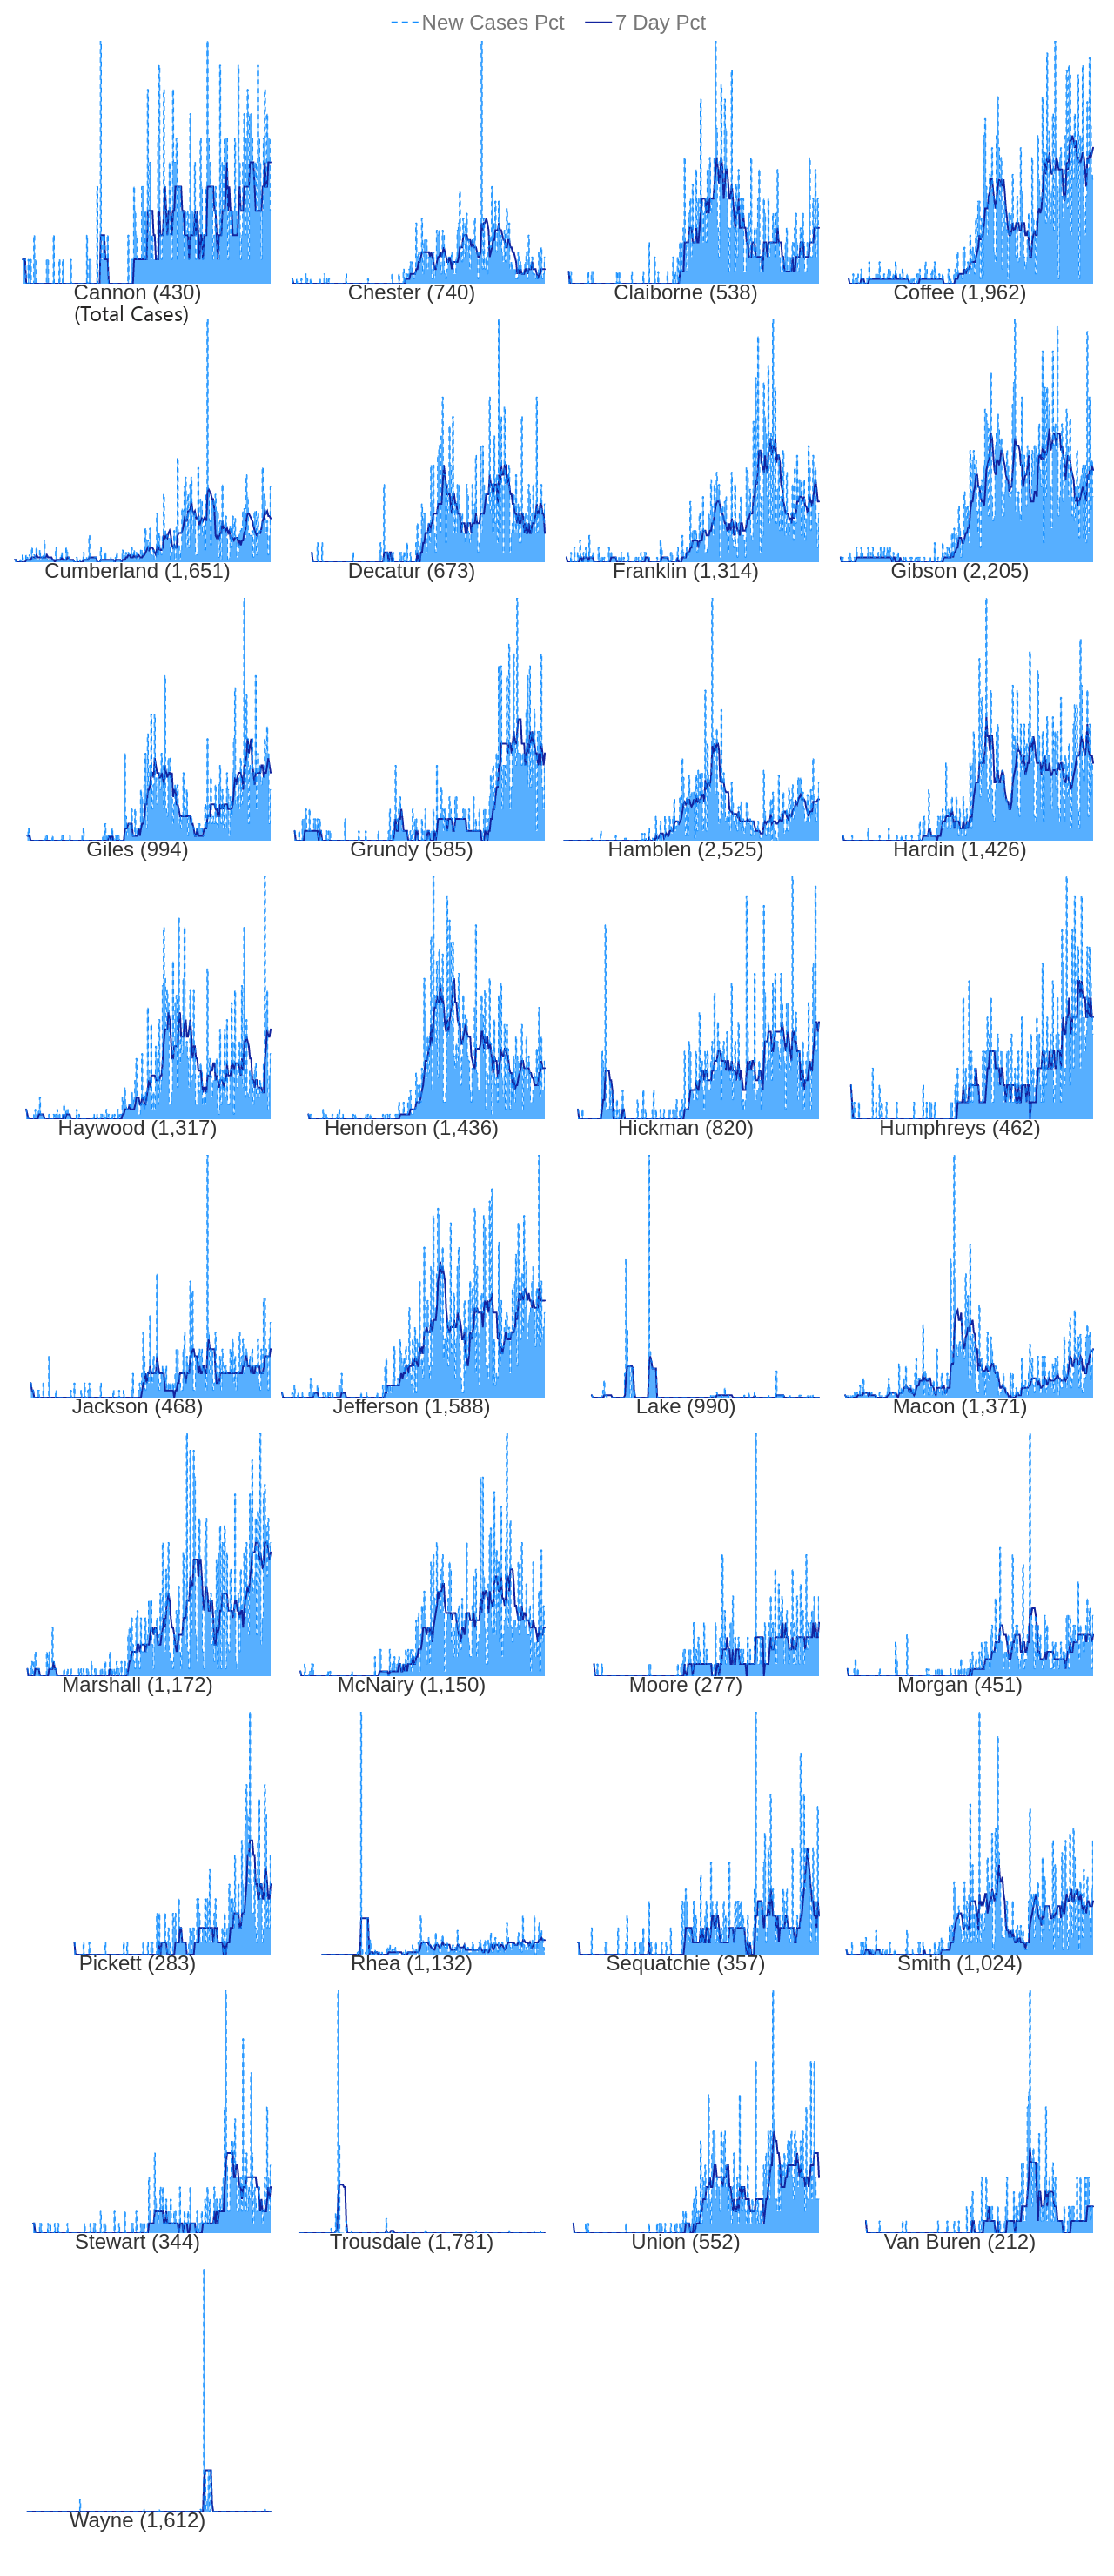 New Cases Pct 7 Day Pct
Cannon (430) Chester (740) Claiborne (538) Coffee (1,962)
(Total Cases)
Cumberland (1,651) Decatur (673) Franklin (1,314) Gibson (2,205)
Giles (994) Grundy (585) Hamblen (2,525) Hardin (1,426)
Haywood (1,317) Henderson (1,436) Hickman (820) Humphreys (462)
Jackson (468) Jefferson (1,588) Lake (990) Macon (1,371)
Marshall (1,172) McNairy (1,150) Moore (277) Morgan (451)
Pickett (283) Rhea (1,132) Sequatchie (357) Smith (1,024)
Stewart (344) Trousdale (1,781) Union (552) Van Buren (212)
Wayne (1,612)